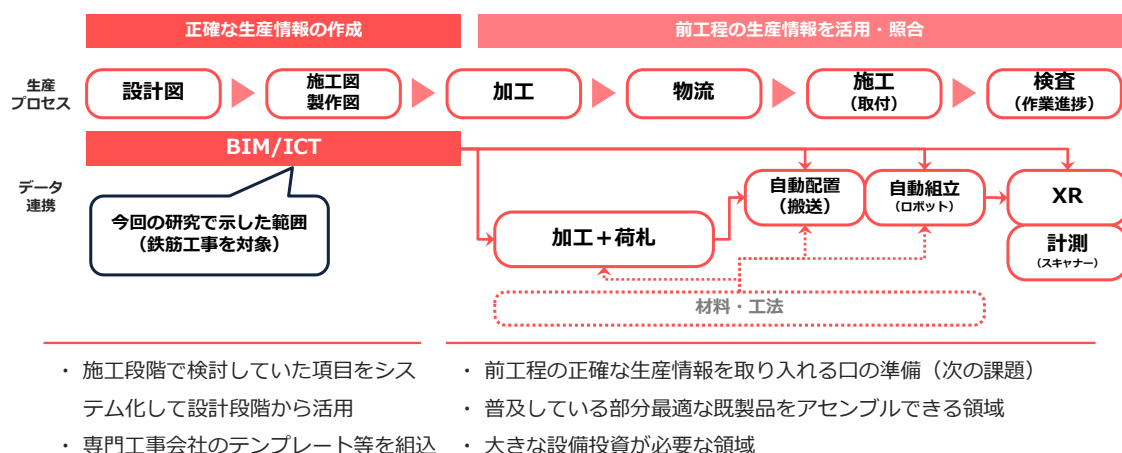 正確な生産情報の作成
前工程の生産情報を活用・照合
生産
プロセス
設計図
施工図
製作図
加工
物流
施工
(取付)
検査
(作業進捗)
BIM/ICT
データ
連携
今回の研究で示した範囲
(鉄筋工事を対象)
加工+荷札
自動配置
(搬送)
自動組立
(ロボット)
XR
計測
(スキャナー)
材料・工法
・ 施工段階で検討していた項目をシス
テム化して設計段階から活用
・ 専門工事会社のテンプレート等を組込
・ 前工程の正確な生産情報を取り入れる口の準備(次の課題)
・ 普及している部分最適な既製品をアセンブルできる領域
・ 大きな設備投資が必要な領域